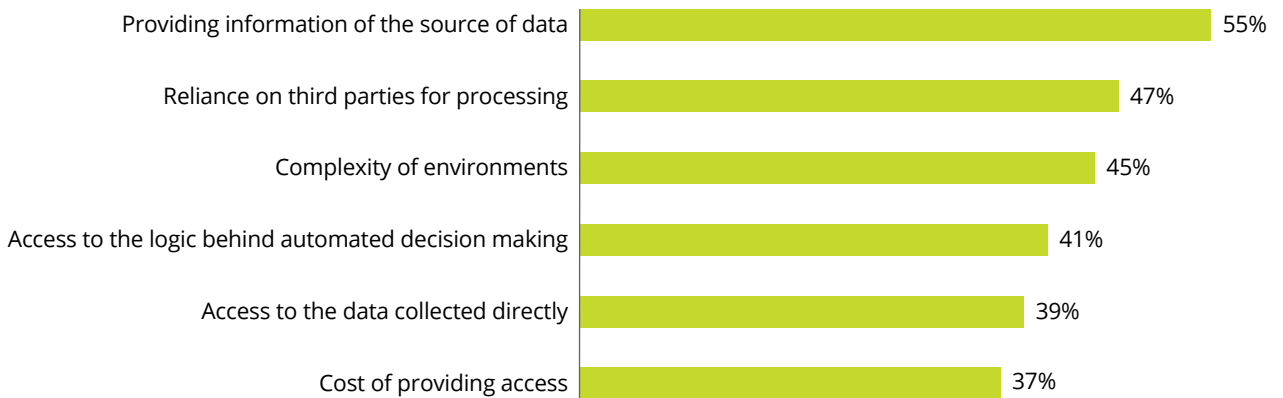 Providing information of the source of data 55%
Reliance on third parties for processing 47%
Complexity of environments 45%
Access to the logic behind automated decision making 41%
Access to the data collected directly 39%
Cost of providing access 37%